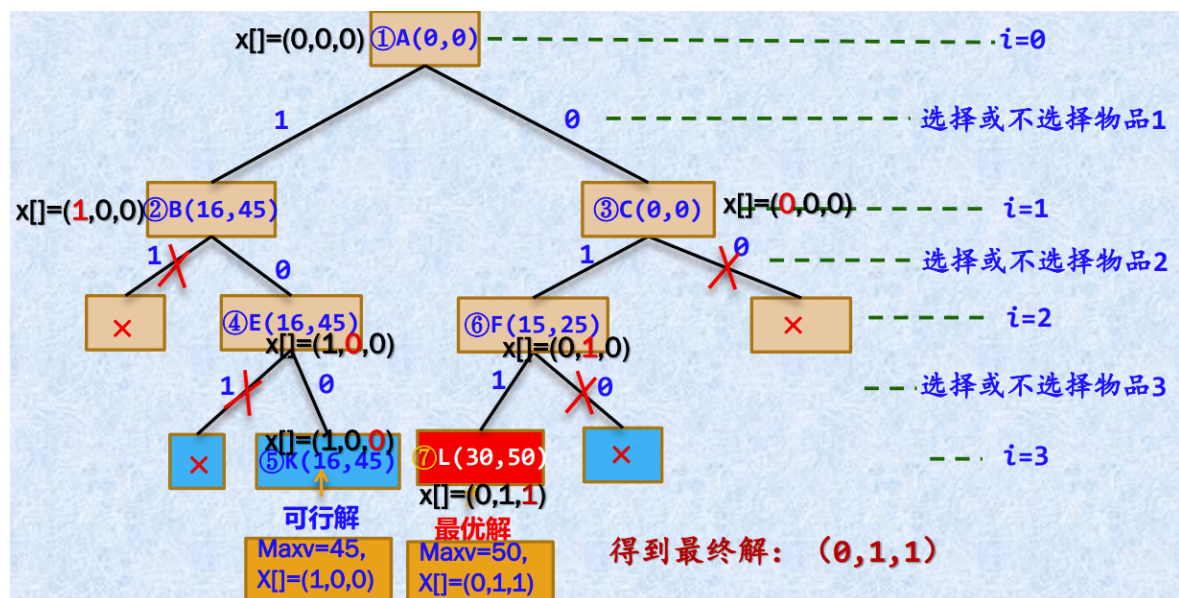 x[]=(0,0,0) ①A(0,0) i=0
1 0 选择或不选择物品1
x[]=(1,0,0) ②B(16,45) ③C(0,0) x[]=(0,0,0) i=1
1 0 1 0 选择或不选择物品2
× ④E(16,45) ⑥F(15,25) × i=2
x[]=(1,0,0) x[]=(0,1,0)
1 0 1 0 选择或不选择物品3
x[]=(1,0,0)
× ⑤K(16,45) ⑦L(30,50) × i=3
x[]=(0,1,1)
可行解 最优解
Maxv=45, Maxv=50, 得到最终解：（0,1,1）
X[]=(1,0,0) X[]=(0,1,1)